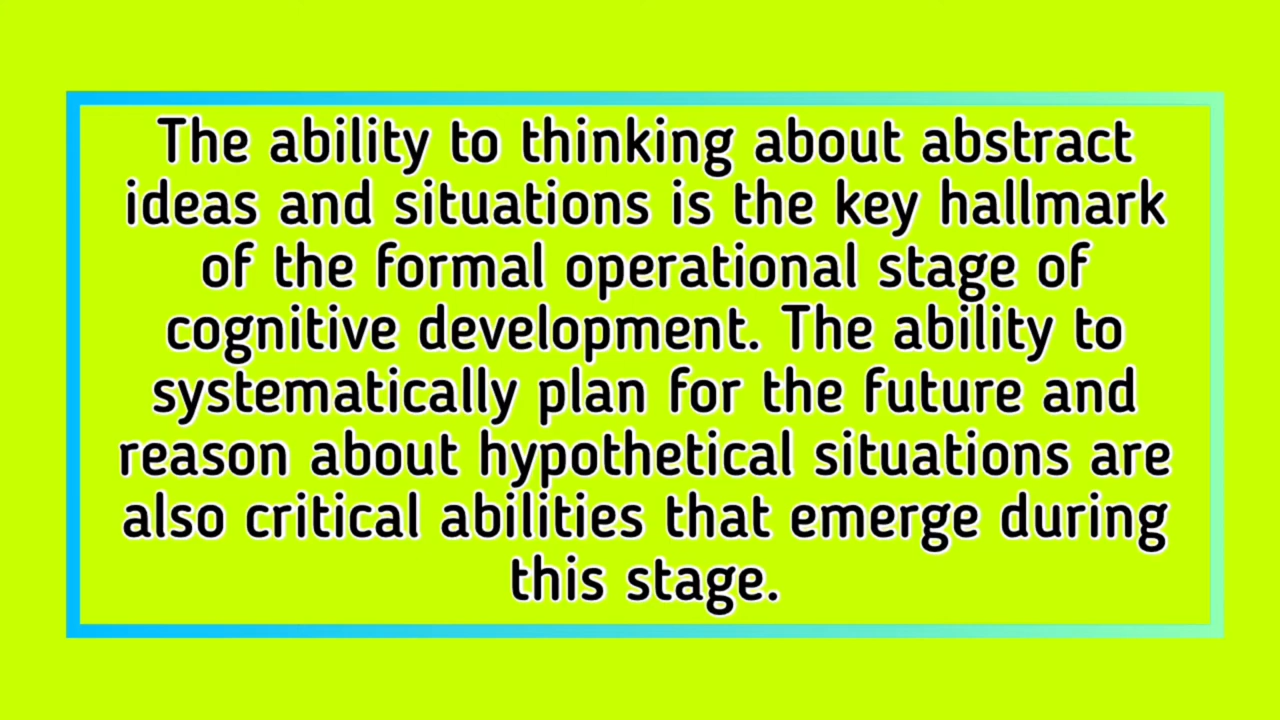 The ability to thinking about abstract
ideas and situations is the key hallmark
of the formal operational stage of
cognitive development. The ability to
systematically plan for the future and
reason about hypothetical situations are
also critical abilities that emerge during
this stage.